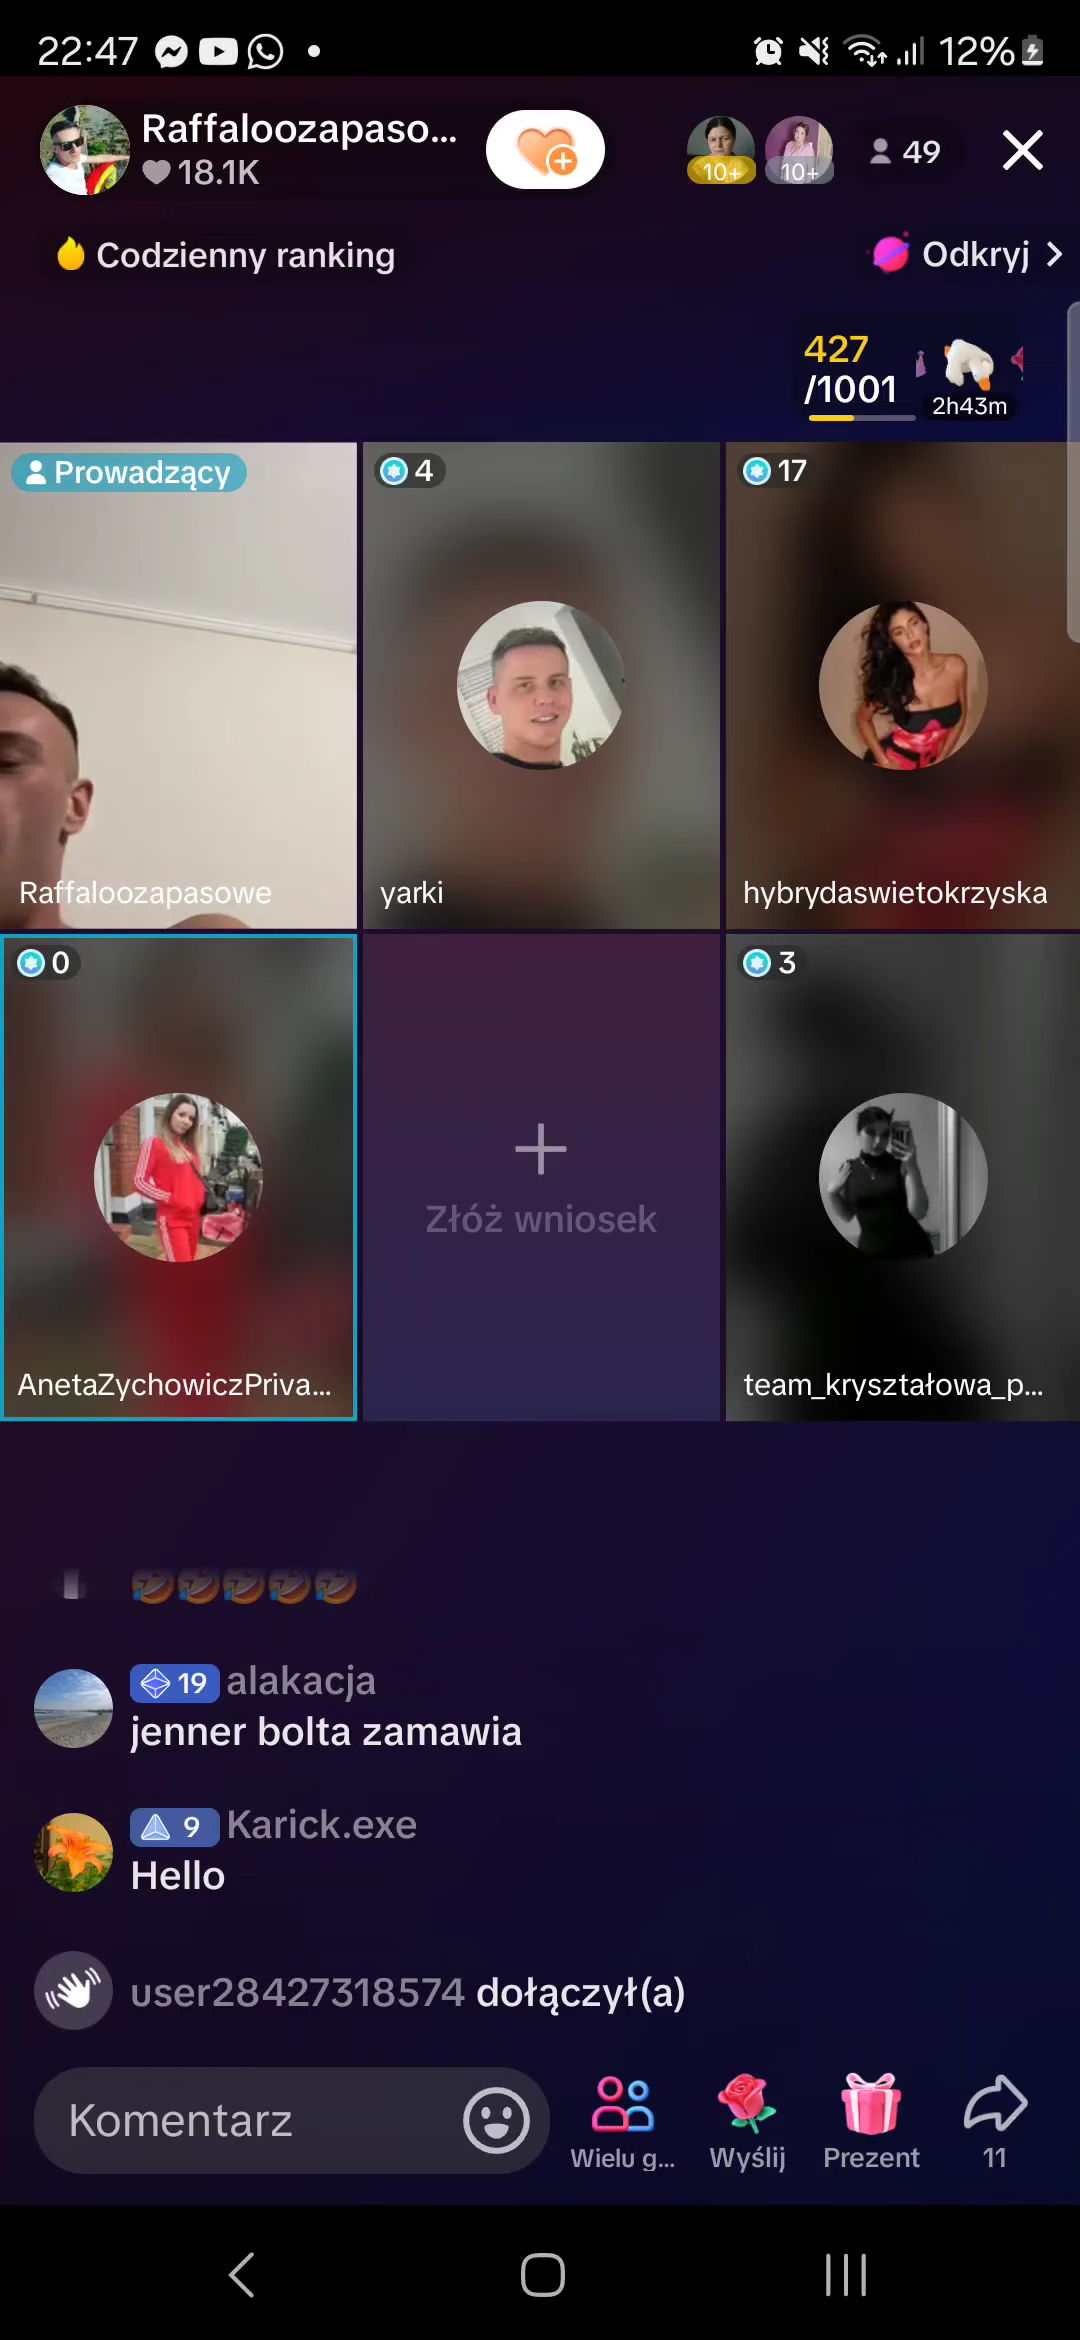 22:47
12%
Raffaloozapaso...
18.1K
10+
10+
49
Codzienny ranking
Odkryj
427
/1001
2h43m
Prowadzący
4
17
Raffaloozapasowe
yarki
hybrydaswietokrzyska
0
3
Złóż wniosek
AnetaZychowiczPriva...
team_kryształowa_p...
19 alakacja
jenner bolta zamawia
9 Karick.exe
Hello
user28427318574 dołączył(a)
Komentarz
Wielu g...
Wyślij
Prezent
11